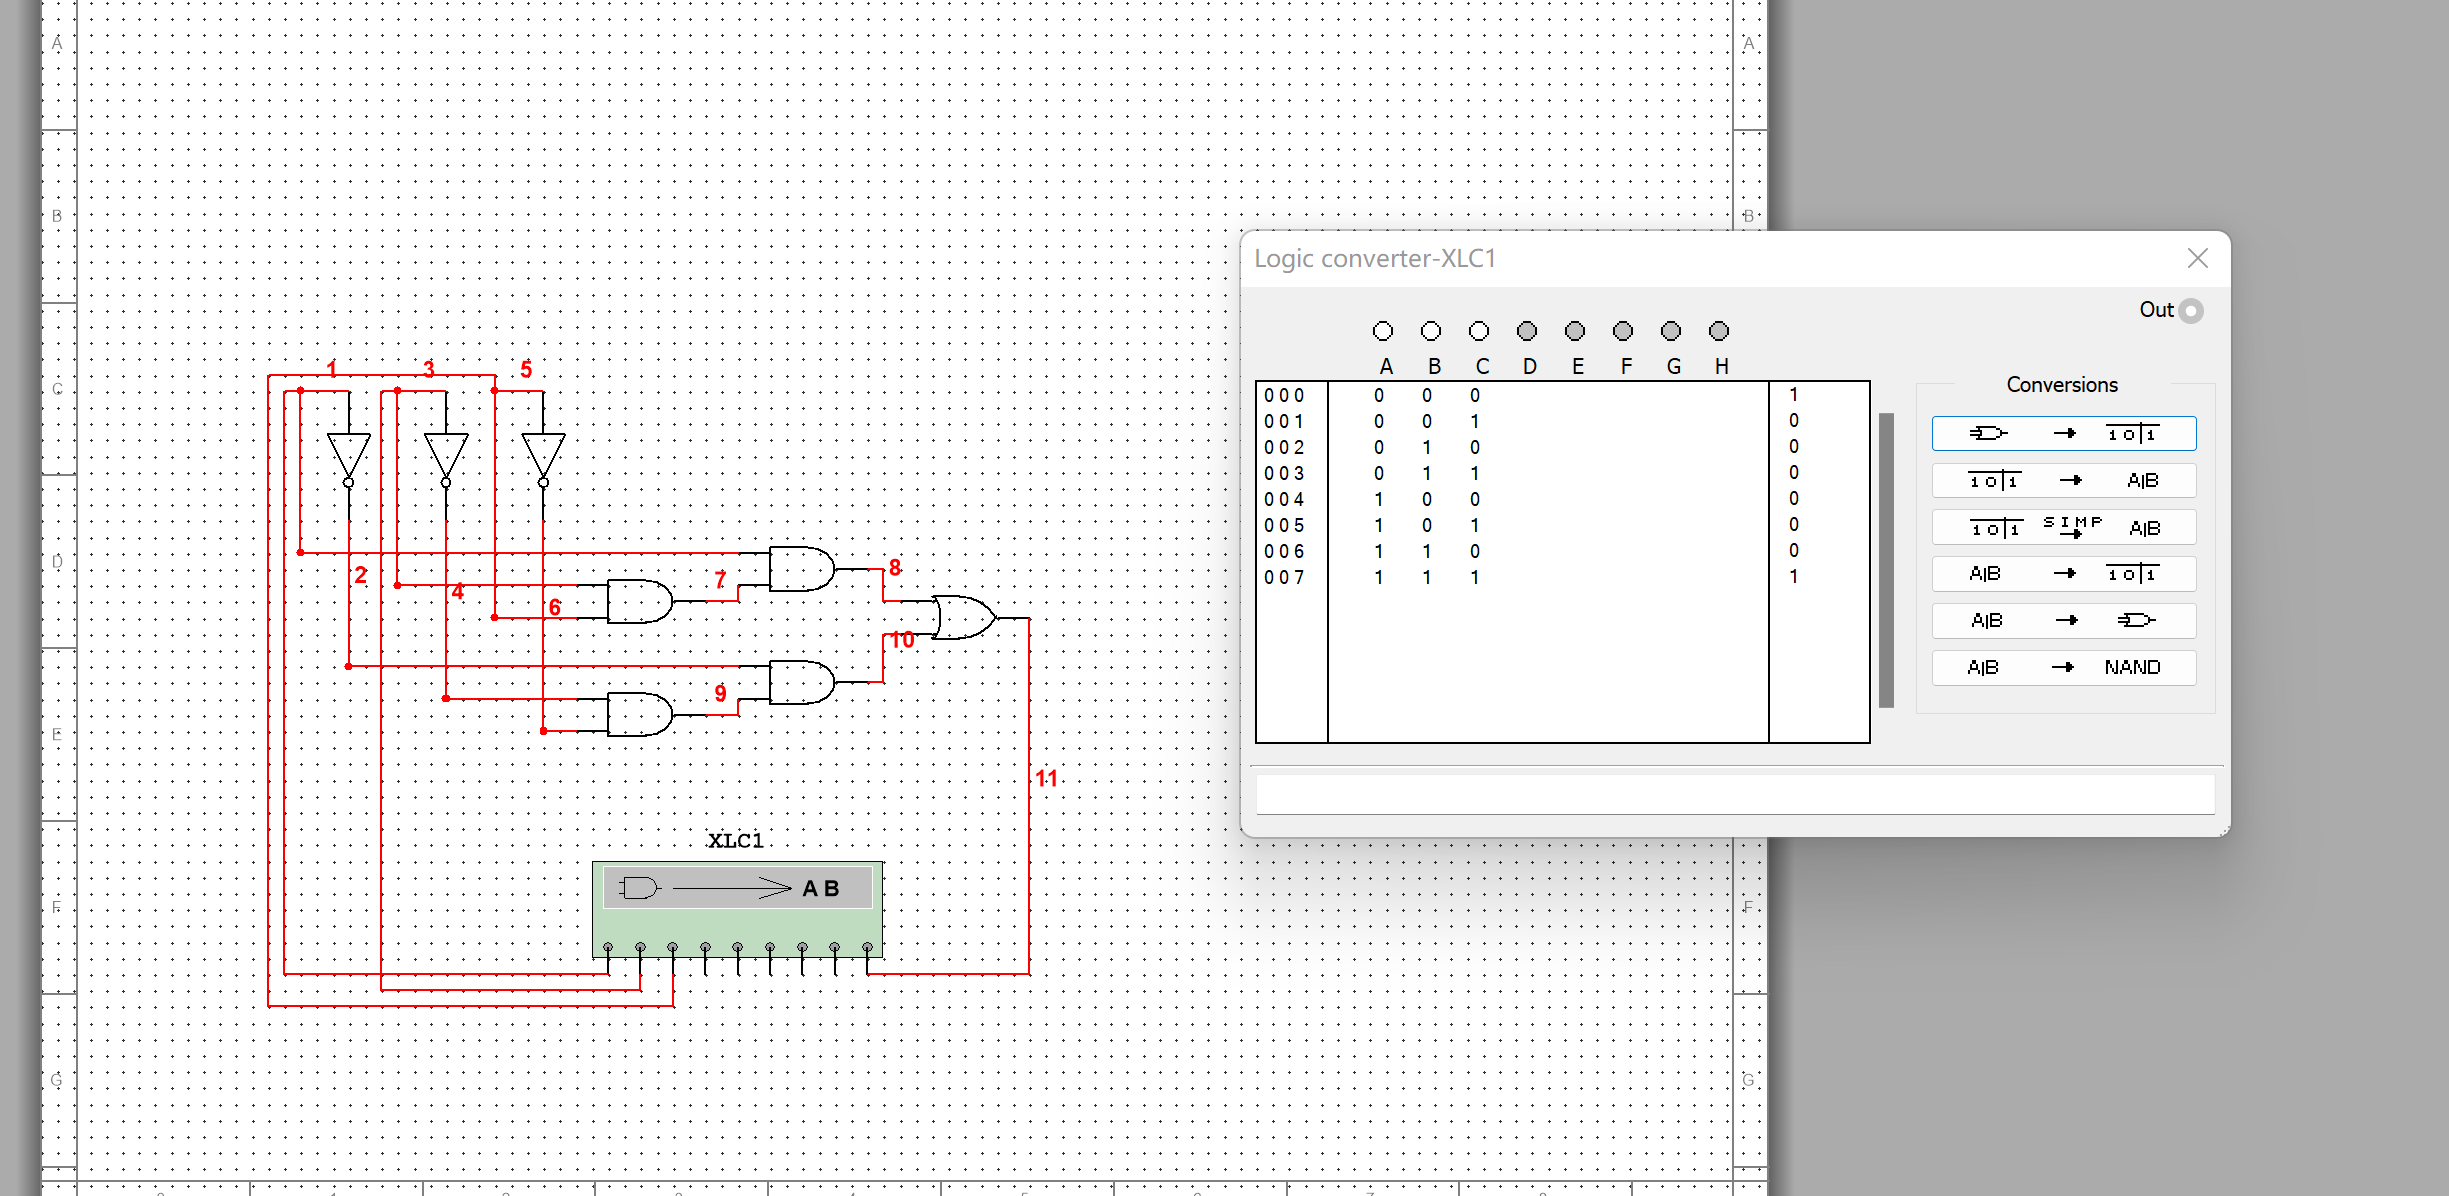 A
A
B
B
Logic converter-XLC1
Out
A B C D E F G H
1 3 5
C
Conversions
000 0 0 0 1
001 0 0 1 0
002 0 1 0 0
003 0 1 1 0
004 1 0 0 0
005 1 0 1 0
006 1 1 0 0
007 1 1 1 1
1 0 1
1 0 1 A|B
1 0 1 SIMP A|B
A|B 1 0 1
A|B
A|B NAND
D
2 4 6 7 8
10
9
E
11
XLC1
A B
F
F
G
G